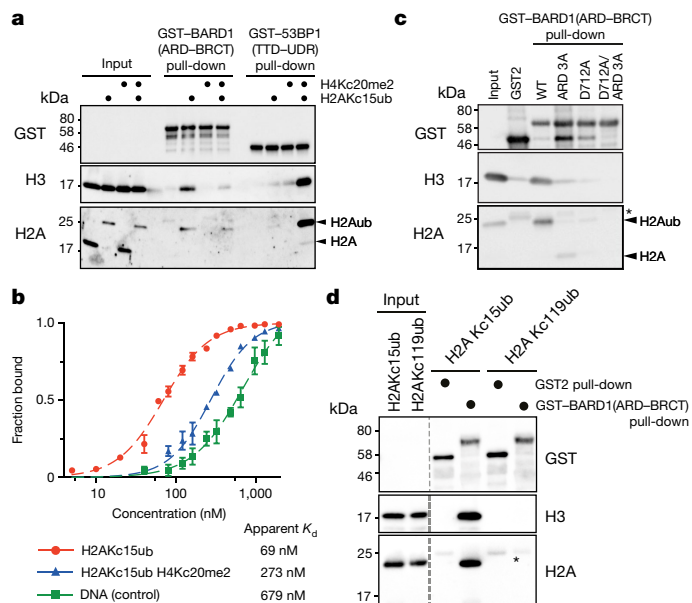 a
Input
GST–BARD1
(ARD–BRCT)
pull-down
GST–53BP1
(TTD–UDR)
pull-down
H4Kc20me2
H2AKc15ub
kDa
GST
80
58
46
H3
17
H2A
25
17
H2Aub
H2A
b
Fraction bound
1.0
0.5
0
10
100
1,000
Concentration (nM)
Apparent Kd
H2AKc15ub 69 nM
H2AKc15ub H4Kc20me2 273 nM
DNA (control) 679 nM
c
GST–BARD1(ARD–BRCT)
pull-down
Input
GST2
WT
ARD 3A
D712A
D712A/
ARD 3A
kDa
GST
80
58
46
H3
17
H2A
25
17
*
H2Aub
H2A
d
Input
H2AKc15ub
H2AKc119ub
H2A Kc15ub
H2A Kc119ub
GST2 pull-down
GST–BARD1(ARD–BRCT)
pull-down
kDa
80
58
46
GST
17
H3
25
17
*
H2A